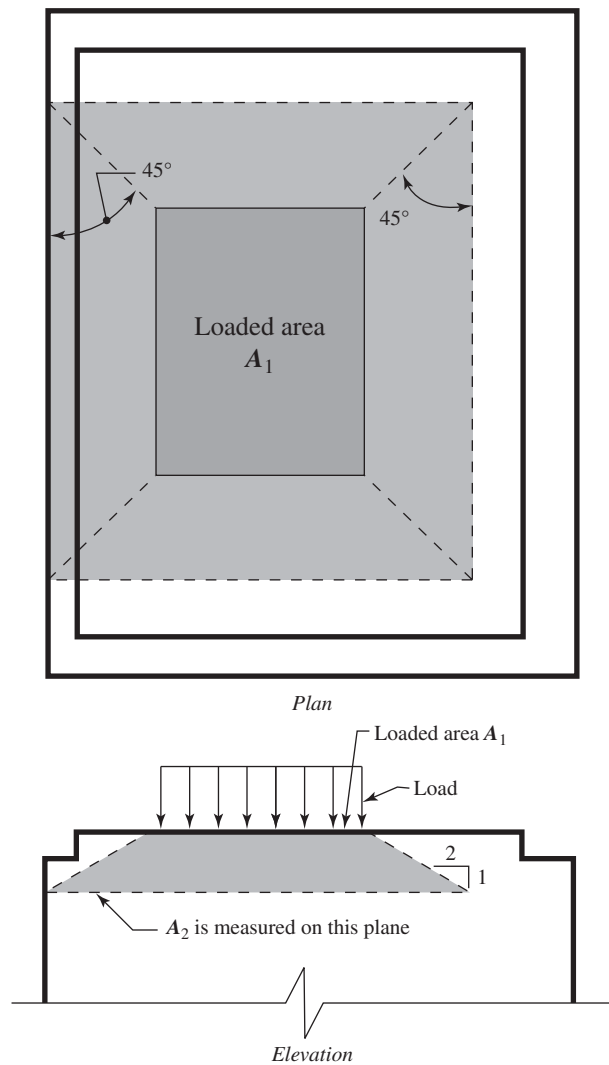 45°
45°
Loaded area
A1
Plan
Loaded area A1
Load
2
1
A2 is measured on this plane
Elevation